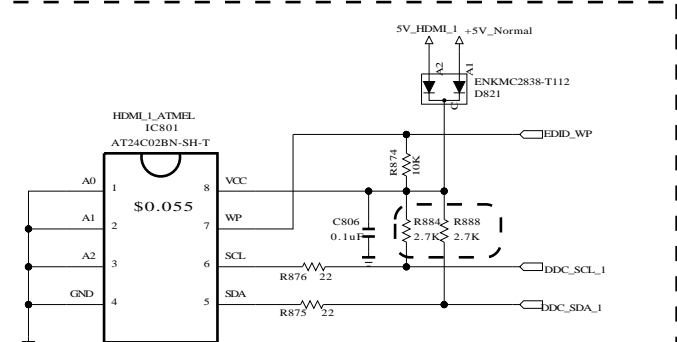 5V_HDMI_1 +5V_Normal
A2 A1
ENKMC2838-T112
D821
C
HDMI_1_ATMEL
IC801
AT24C02BN-SH-T
EDID_WP
R874
10K
A0 1 8 VCC
$0.055
A1 2 7 WP
C806
0.1uF
R884 R888
2.7K 2.7K
A2 3 6 SCL
R876 22
DDC_SCL_1
GND 4 5 SDA
R875 22
DDC_SDA_1